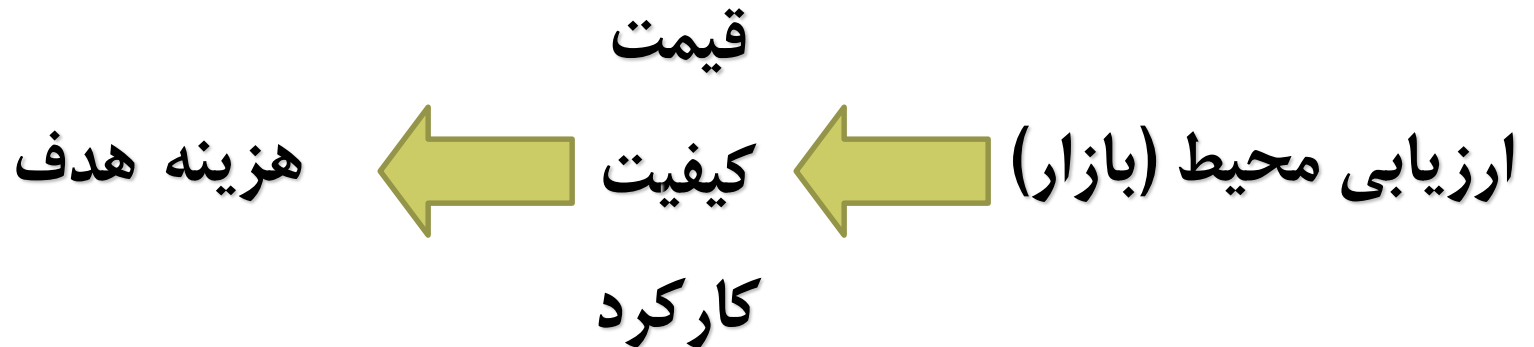 ارزیابی محیط (بازار)
قیمت
کیفیت
کارکرد
هزینه هدف